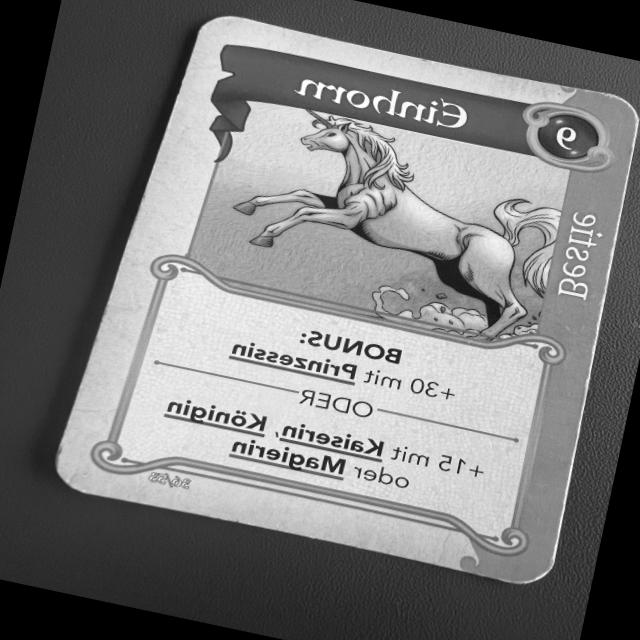 9
Einhorn
Bestie
BONUS:
+30 mit Prinzessin
ODER
+15 mit Kaiserin, Königin
oder Magierin